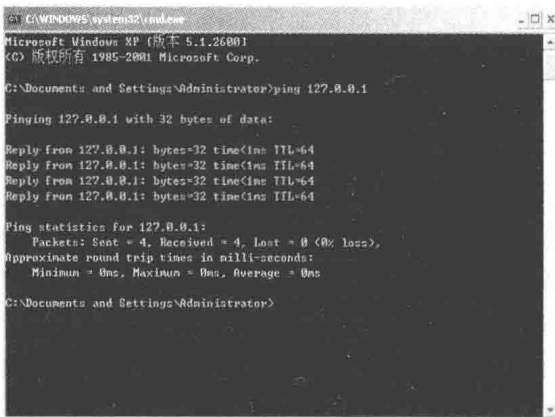 C:\WINDOWS\system32\cmd.exe
Microsoft Windows XP [版本 5.1.2600]
(C) 版权所有 1985-2001 Microsoft Corp.
C:\Documents and Settings\Administrator>ping 127.0.0.1
Pinging 127.0.0.1 with 32 bytes of data:
Reply from 127.0.0.1: bytes=32 time<1ms TTL=64
Reply from 127.0.0.1: bytes=32 time<1ms TTL=64
Reply from 127.0.0.1: bytes=32 time<1ms TTL=64
Reply from 127.0.0.1: bytes=32 time<1ms TTL=64
Ping statistics for 127.0.0.1:
Packets: Sent = 4, Received = 4, Lost = 0 (0% loss),
Approximate round trip times in milli-seconds:
Minimum = 0ms, Maximum = 0ms, Average = 0ms
C:\Documents and Settings\Administrator>